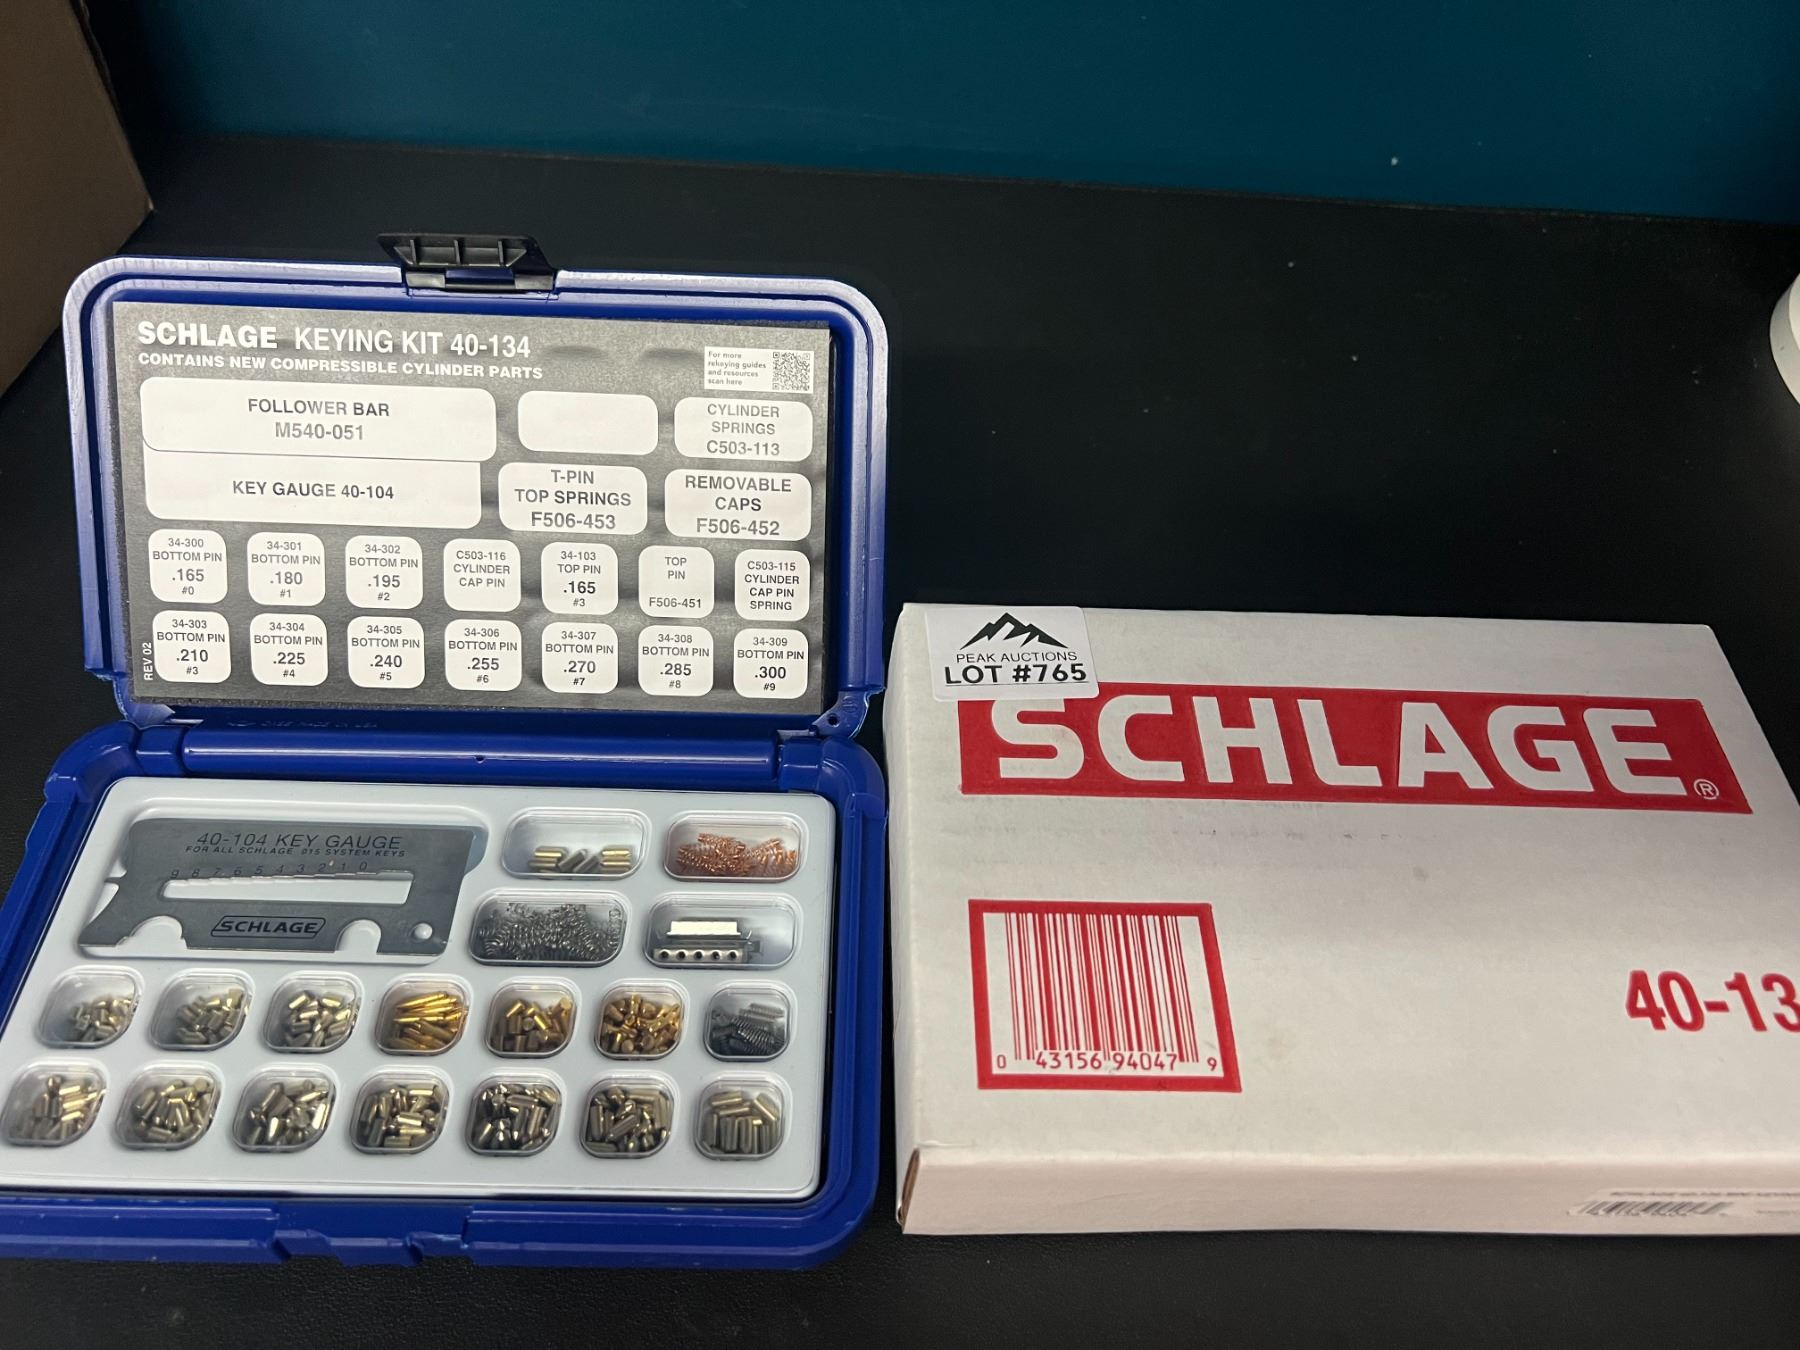 SCHLAGE KEYING KIT 40-134
CONTAINS NEW COMPRESSIBLE CYLINDER PARTS
For more
rekeying guides
and resources
scan here
FOLLOWER BAR
M540-051
CYLINDER
SPRINGS
C503-113
KEY GAUGE 40-104
T-PIN
TOP SPRINGS
F506-453
REMOVABLE
CAPS
F506-452
34-300
BOTTOM PIN
.165
#0
34-301
BOTTOM PIN
.180
#1
34-302
BOTTOM PIN
.195
#2
C503-116
CYLINDER
CAP PIN
34-103
TOP PIN
.165
#3
TOP
PIN
F506-451
C503-115
CYLINDER
CAP PIN
SPRING
34-303
BOTTOM PIN
.210
#3
34-304
BOTTOM PIN
.225
#4
34-305
BOTTOM PIN
.240
#5
34-306
BOTTOM PIN
.255
#6
34-307
BOTTOM PIN
.270
#7
34-308
BOTTOM PIN
.285
#8
34-309
BOTTOM PIN
.300
#9
REV 02
40-104 KEY GAUGE
FOR ALL SCHLAGE .015 SYSTEM KEYS
9 8 7 6 5 4 3 2 1 0
SCHLAGE
PEAK AUCTIONS
LOT #765
SCHLAGE®
40-13
0 43156 94047 9